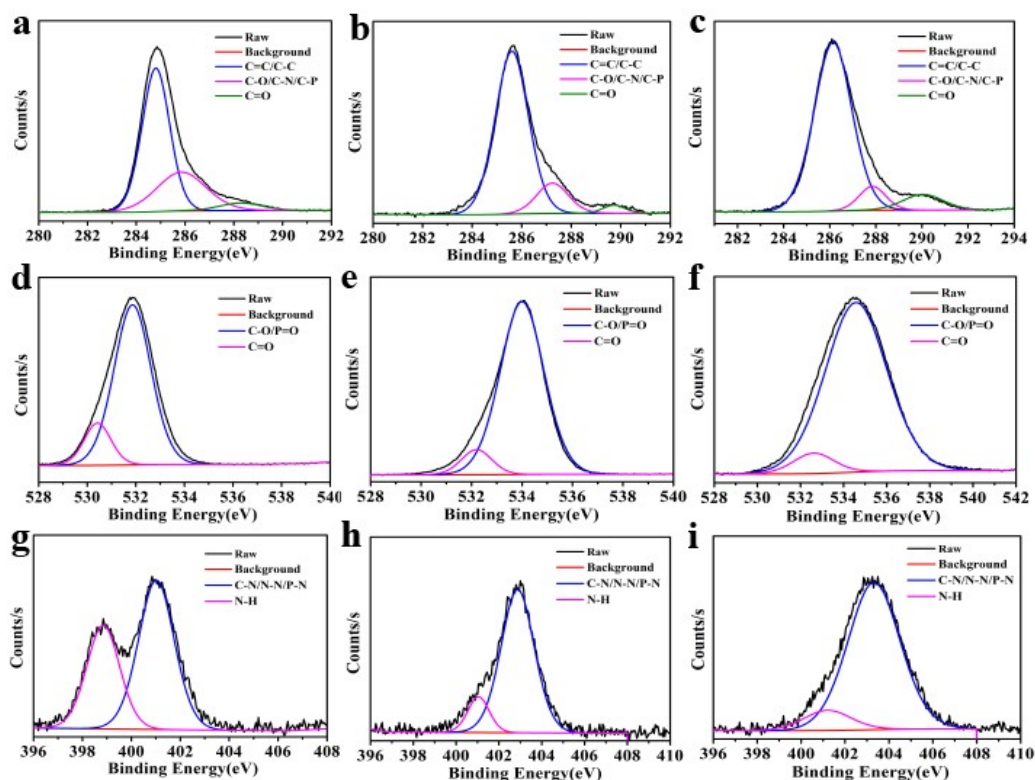 a
Raw
Background
C=C/C-C
C-O/C-N/C-P
C=O
Counts/s
280 282 284 286 288 290 292
Binding Energy(eV)
b
Raw
Background
C=C/C-C
C-O/C-N/C-P
C=O
Counts/s
280 282 284 286 288 290 292
Binding Energy(eV)
c
Raw
Background
C=C/C-C
C-O/C-N/C-P
C=O
Counts/s
282 284 286 288 290 292 294
Binding Energy(eV)
d
Raw
Background
C-O/P=O
C=O
Counts/s
528 530 532 534 536 538 540
Binding Energy(eV)
e
Raw
Background
C-O/P=O
C=O
Counts/s
528 530 532 534 536 538 540
Binding Energy(eV)
f
Raw
Background
C-O/P=O
C=O
Counts/s
528 530 532 534 536 538 540 542
Binding Energy(eV)
g
Raw
Background
C-N/N-N/P-N
N-H
Counts/s
396 398 400 402 404 406 408
Binding Energy(eV)
h
Raw
Background
C-N/N-N/P-N
N-H
Counts/s
396 398 400 402 404 406 408 410
Binding Energy(eV)
i
Raw
Background
C-N/N-N/P-N
N-H
Counts/s
396 398 400 402 404 406 408 410
Binding Energy(eV)